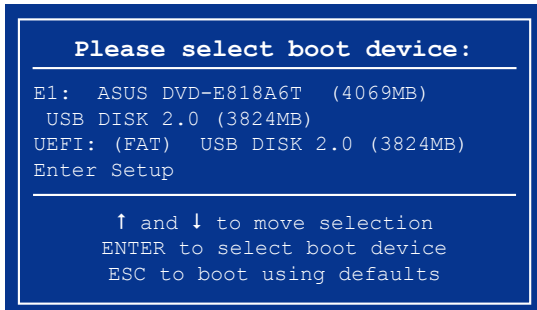 Please select boot device:
E1: ASUS DVD-E818A6T (4069MB)
USB DISK 2.0 (3824MB)
UEFI: (FAT) USB DISK 2.0 (3824MB)
Enter Setup
↑ and ↓ to move selection
ENTER to select boot device
ESC to boot using defaults